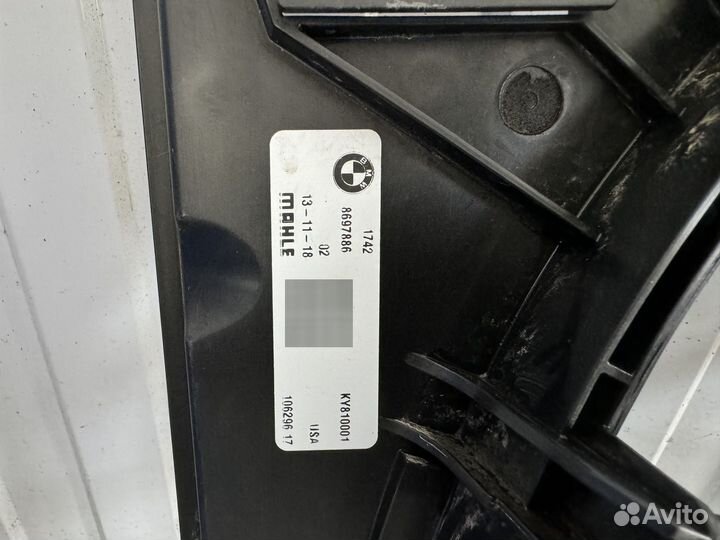 BMW
1742
8697886
02
13-11-18
MAHLE
KY810001
USA
106296 17
Avito